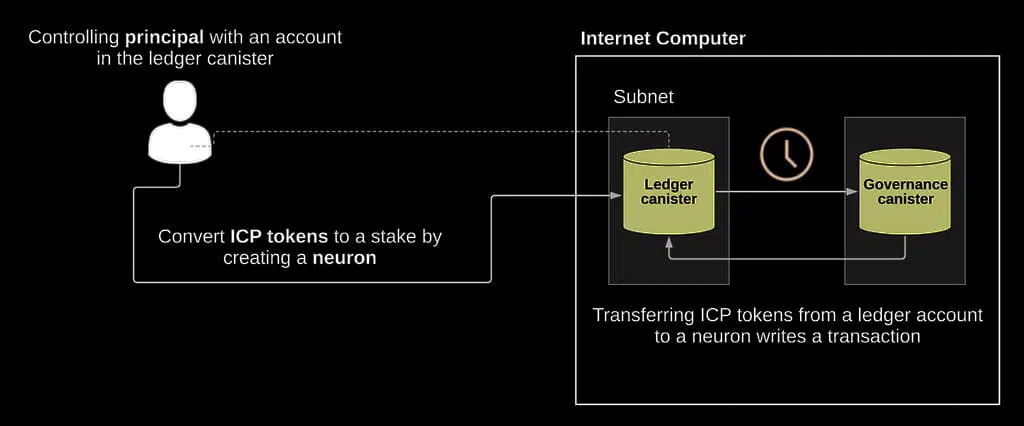 Controlling principal with an account
in the ledger canister
Internet Computer
Subnet
Ledger
canister
Governance
canister
Convert ICP tokens to a stake by
creating a neuron
Transferring ICP tokens from a ledger account
to a neuron writes a transaction